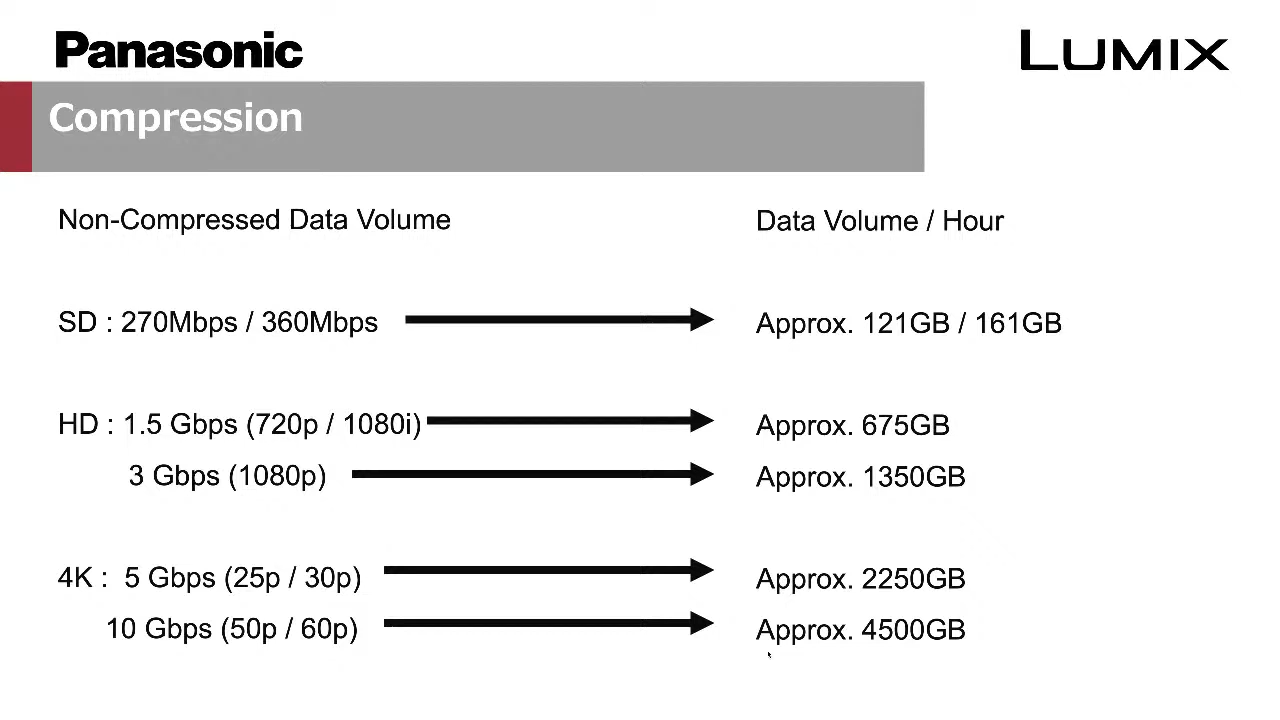 Panasonic
LUMIX
Compression
Non-Compressed Data Volume
Data Volume / Hour
SD : 270Mbps / 360Mbps
Approx. 121GB / 161GB
HD : 1.5 Gbps (720p / 1080i)
Approx. 675GB
3 Gbps (1080p)
Approx. 1350GB
4K : 5 Gbps (25p / 30p)
Approx. 2250GB
10 Gbps (50p / 60p)
Approx. 4500GB